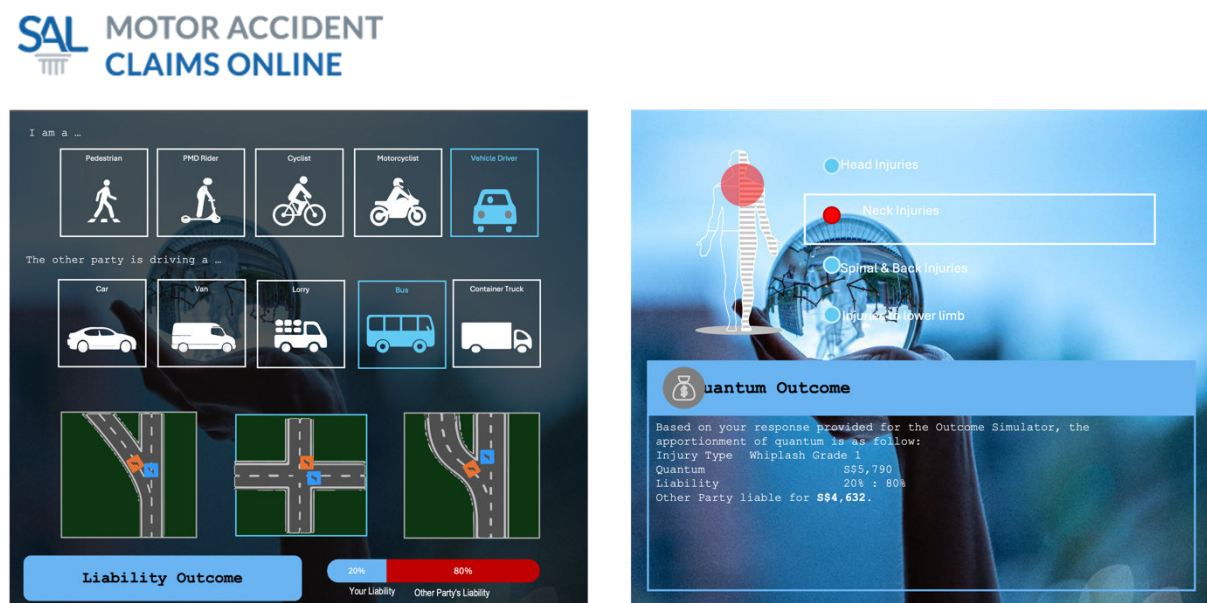 SAL
MOTOR ACCIDENT
CLAIMS ONLINE
I am a …
Pedestrian
PMD Rider
Cyclist
Motorcyclist
Vehicle Driver
The other party is driving a …
Car
Van
Lorry
Bus
Container Truck
Liability Outcome
20%
80%
Your Liability
Other Party's Liability
Head Injuries
Neck Injuries
Spinal & Back Injuries
Injuries to lower limb
uantum Outcome
Based on your response provided for the Outcome Simulator, the
apportionment of quantum is as follow:
Injury Type Whiplash Grade 1
Quantum S$5,790
Liability 20% : 80%
Other Party liable for S$4,632.